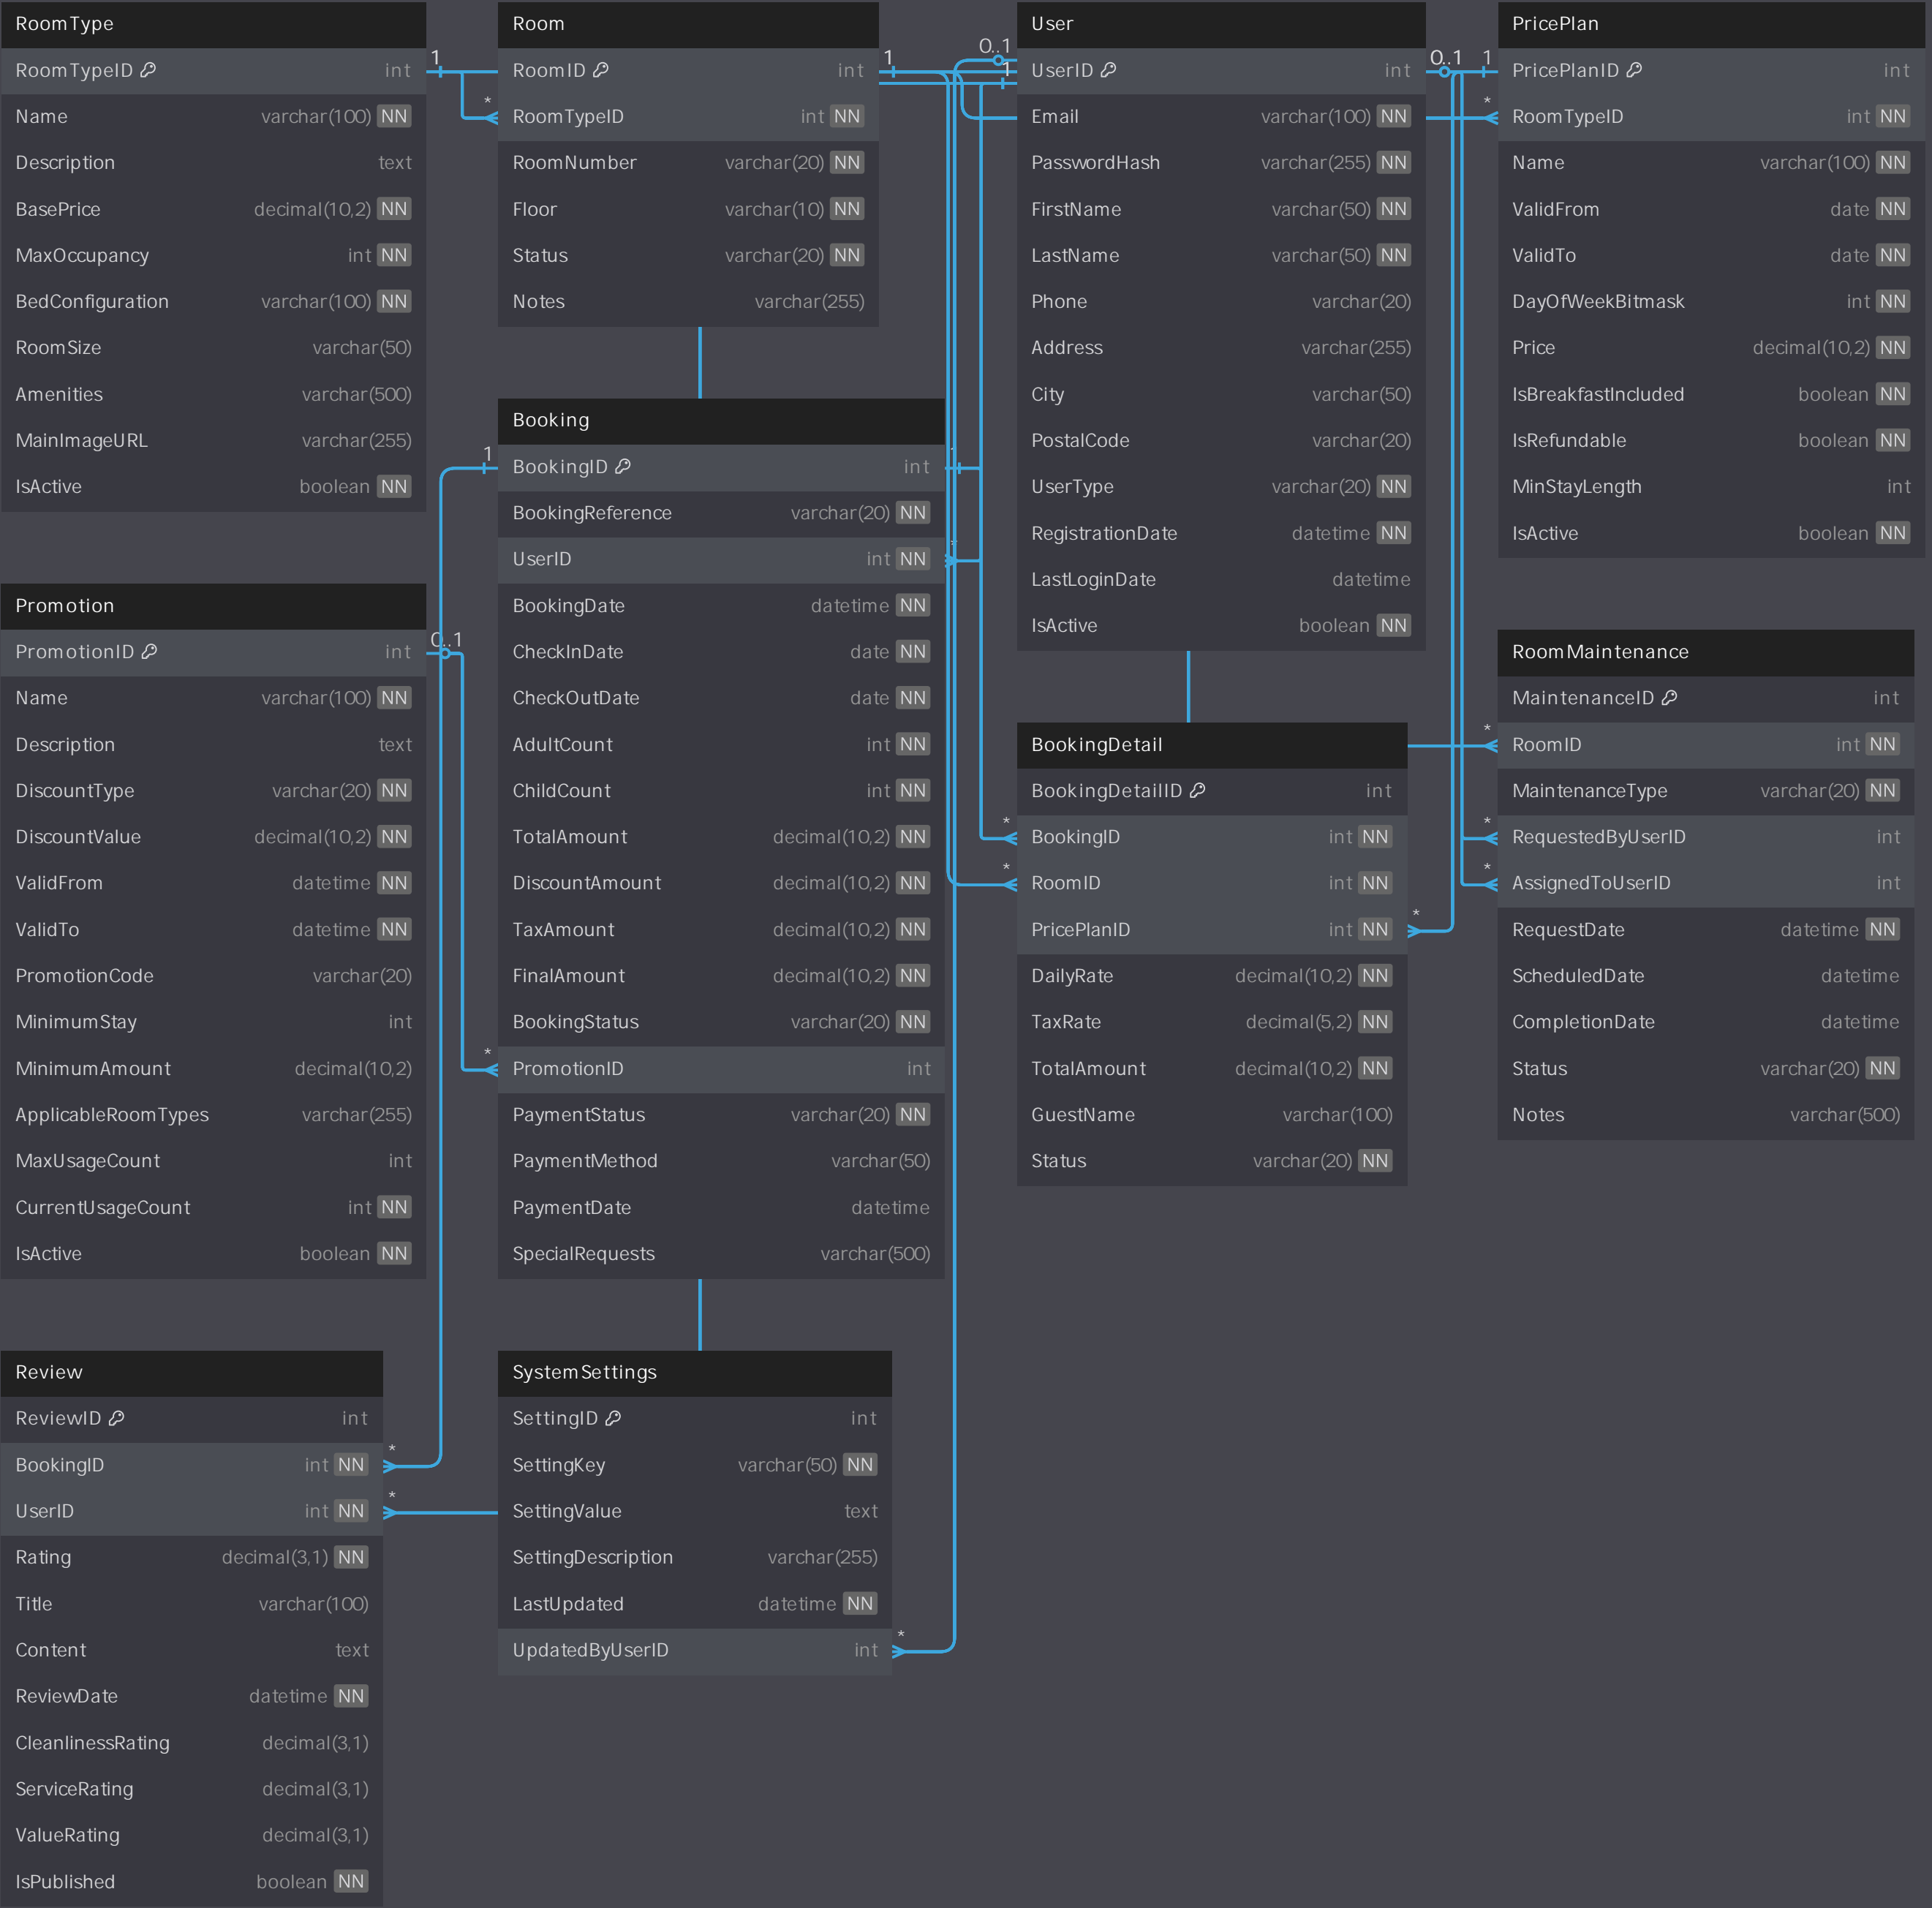 RoomType
RoomTypeID int
Name varchar(100) NN
Description text
BasePrice decimal(10,2) NN
MaxOccupancy int NN
BedConfiguration varchar(100) NN
RoomSize varchar(50)
Amenities varchar(500)
MainImageURL varchar(255)
IsActive boolean NN
1
*
Room
RoomID int
RoomTypeID int NN
RoomNumber varchar(20) NN
Floor varchar(10) NN
Status varchar(20) NN
Notes varchar(255)
1
0..1
1
User
UserID int
Email varchar(100) NN
PasswordHash varchar(255) NN
FirstName varchar(50) NN
LastName varchar(50) NN
Phone varchar(20)
Address varchar(255)
City varchar(50)
PostalCode varchar(20)
UserType varchar(20) NN
RegistrationDate datetime NN
LastLoginDate datetime
IsActive boolean NN
0..1
1
*
PricePlan
PricePlanID int
RoomTypeID int NN
Name varchar(100) NN
ValidFrom date NN
ValidTo date NN
DayOfWeekBitmask int NN
Price decimal(10,2) NN
IsBreakfastIncluded boolean NN
IsRefundable boolean NN
MinStayLength int
IsActive boolean NN
Promotion
PromotionID int
Name varchar(100) NN
Description text
DiscountType varchar(20) NN
DiscountValue decimal(10,2) NN
ValidFrom datetime NN
ValidTo datetime NN
PromotionCode varchar(20)
MinimumStay int
MinimumAmount decimal(10,2)
ApplicableRoomTypes varchar(255)
MaxUsageCount int
CurrentUsageCount int NN
IsActive boolean NN
1
0..1
*
Booking
BookingID int
BookingReference varchar(20) NN
UserID int NN
BookingDate datetime NN
CheckInDate date NN
CheckOutDate date NN
AdultCount int NN
ChildCount int NN
TotalAmount decimal(10,2) NN
DiscountAmount decimal(10,2) NN
TaxAmount decimal(10,2) NN
FinalAmount decimal(10,2) NN
BookingStatus varchar(20) NN
PromotionID int
PaymentStatus varchar(20) NN
PaymentMethod varchar(50)
PaymentDate datetime
SpecialRequests varchar(500)
1
*
*
*
BookingDetail
BookingDetailID int
BookingID int NN
RoomID int NN
PricePlanID int NN
DailyRate decimal(10,2) NN
TaxRate decimal(5,2) NN
TotalAmount decimal(10,2) NN
GuestName varchar(100)
Status varchar(20) NN
*
*
*
*
RoomMaintenance
MaintenanceID int
RoomID int NN
MaintenanceType varchar(20) NN
RequestedByUserID int
AssignedToUserID int
RequestDate datetime NN
ScheduledDate datetime
CompletionDate datetime
Status varchar(20) NN
Notes varchar(500)
Review
ReviewID int
BookingID int NN
UserID int NN
Rating decimal(3,1) NN
Title varchar(100)
Content text
ReviewDate datetime NN
CleanlinessRating decimal(3,1)
ServiceRating decimal(3,1)
ValueRating decimal(3,1)
IsPublished boolean NN
*
*
SystemSettings
SettingID int
SettingKey varchar(50) NN
SettingValue text
SettingDescription varchar(255)
LastUpdated datetime NN
UpdatedByUserID int
*